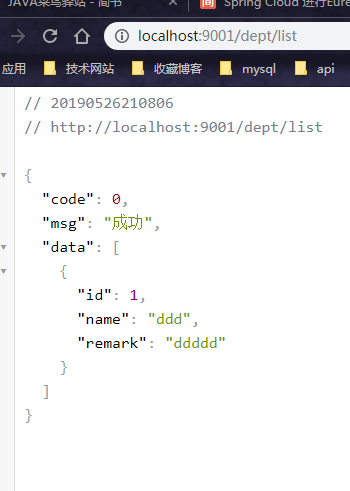 JAVA菜鸟驿站 - 简书
简
Spring Cloud 进行Eure
localhost:9001/dept/list
应用 技术网站 收藏博客 mysql api
// 20190526210806
// http://localhost:9001/dept/list
{
"code": 0,
"msg": "成功",
"data": [
{
"id": 1,
"name": "ddd",
"remark": "ddddd"
}
]
}